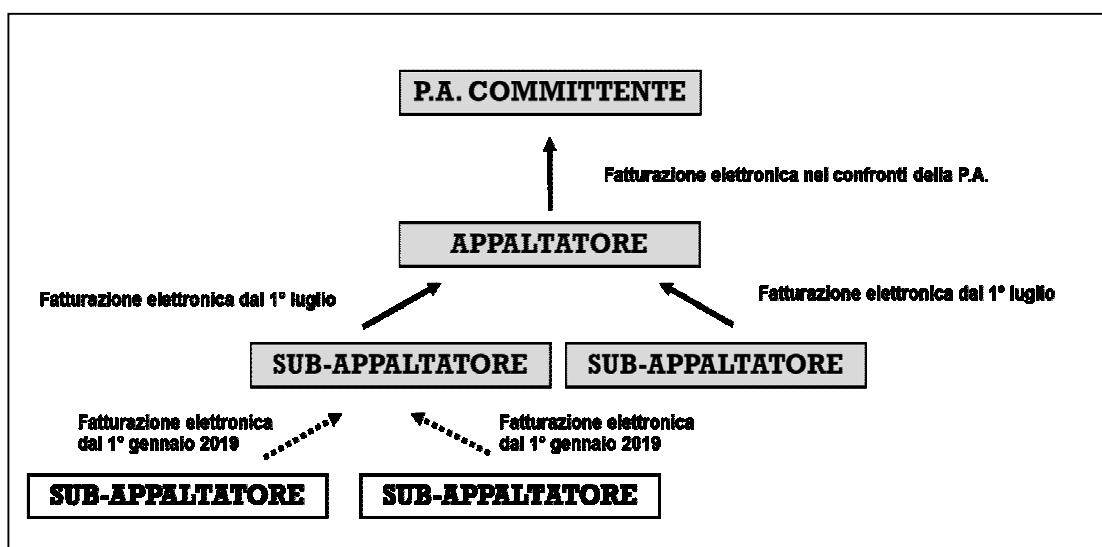 P.A. COMMITTENTE
Fatturazione elettronica nei confronti della P.A.
APPALTATORE
Fatturazione elettronica dal 1° luglio
Fatturazione elettronica dal 1° luglio
SUB-APPALTATORE
SUB-APPALTATORE
Fatturazione elettronica
dal 1° gennaio 2019
Fatturazione elettronica
dal 1° gennaio 2019
SUB-APPALTATORE
SUB-APPALTATORE